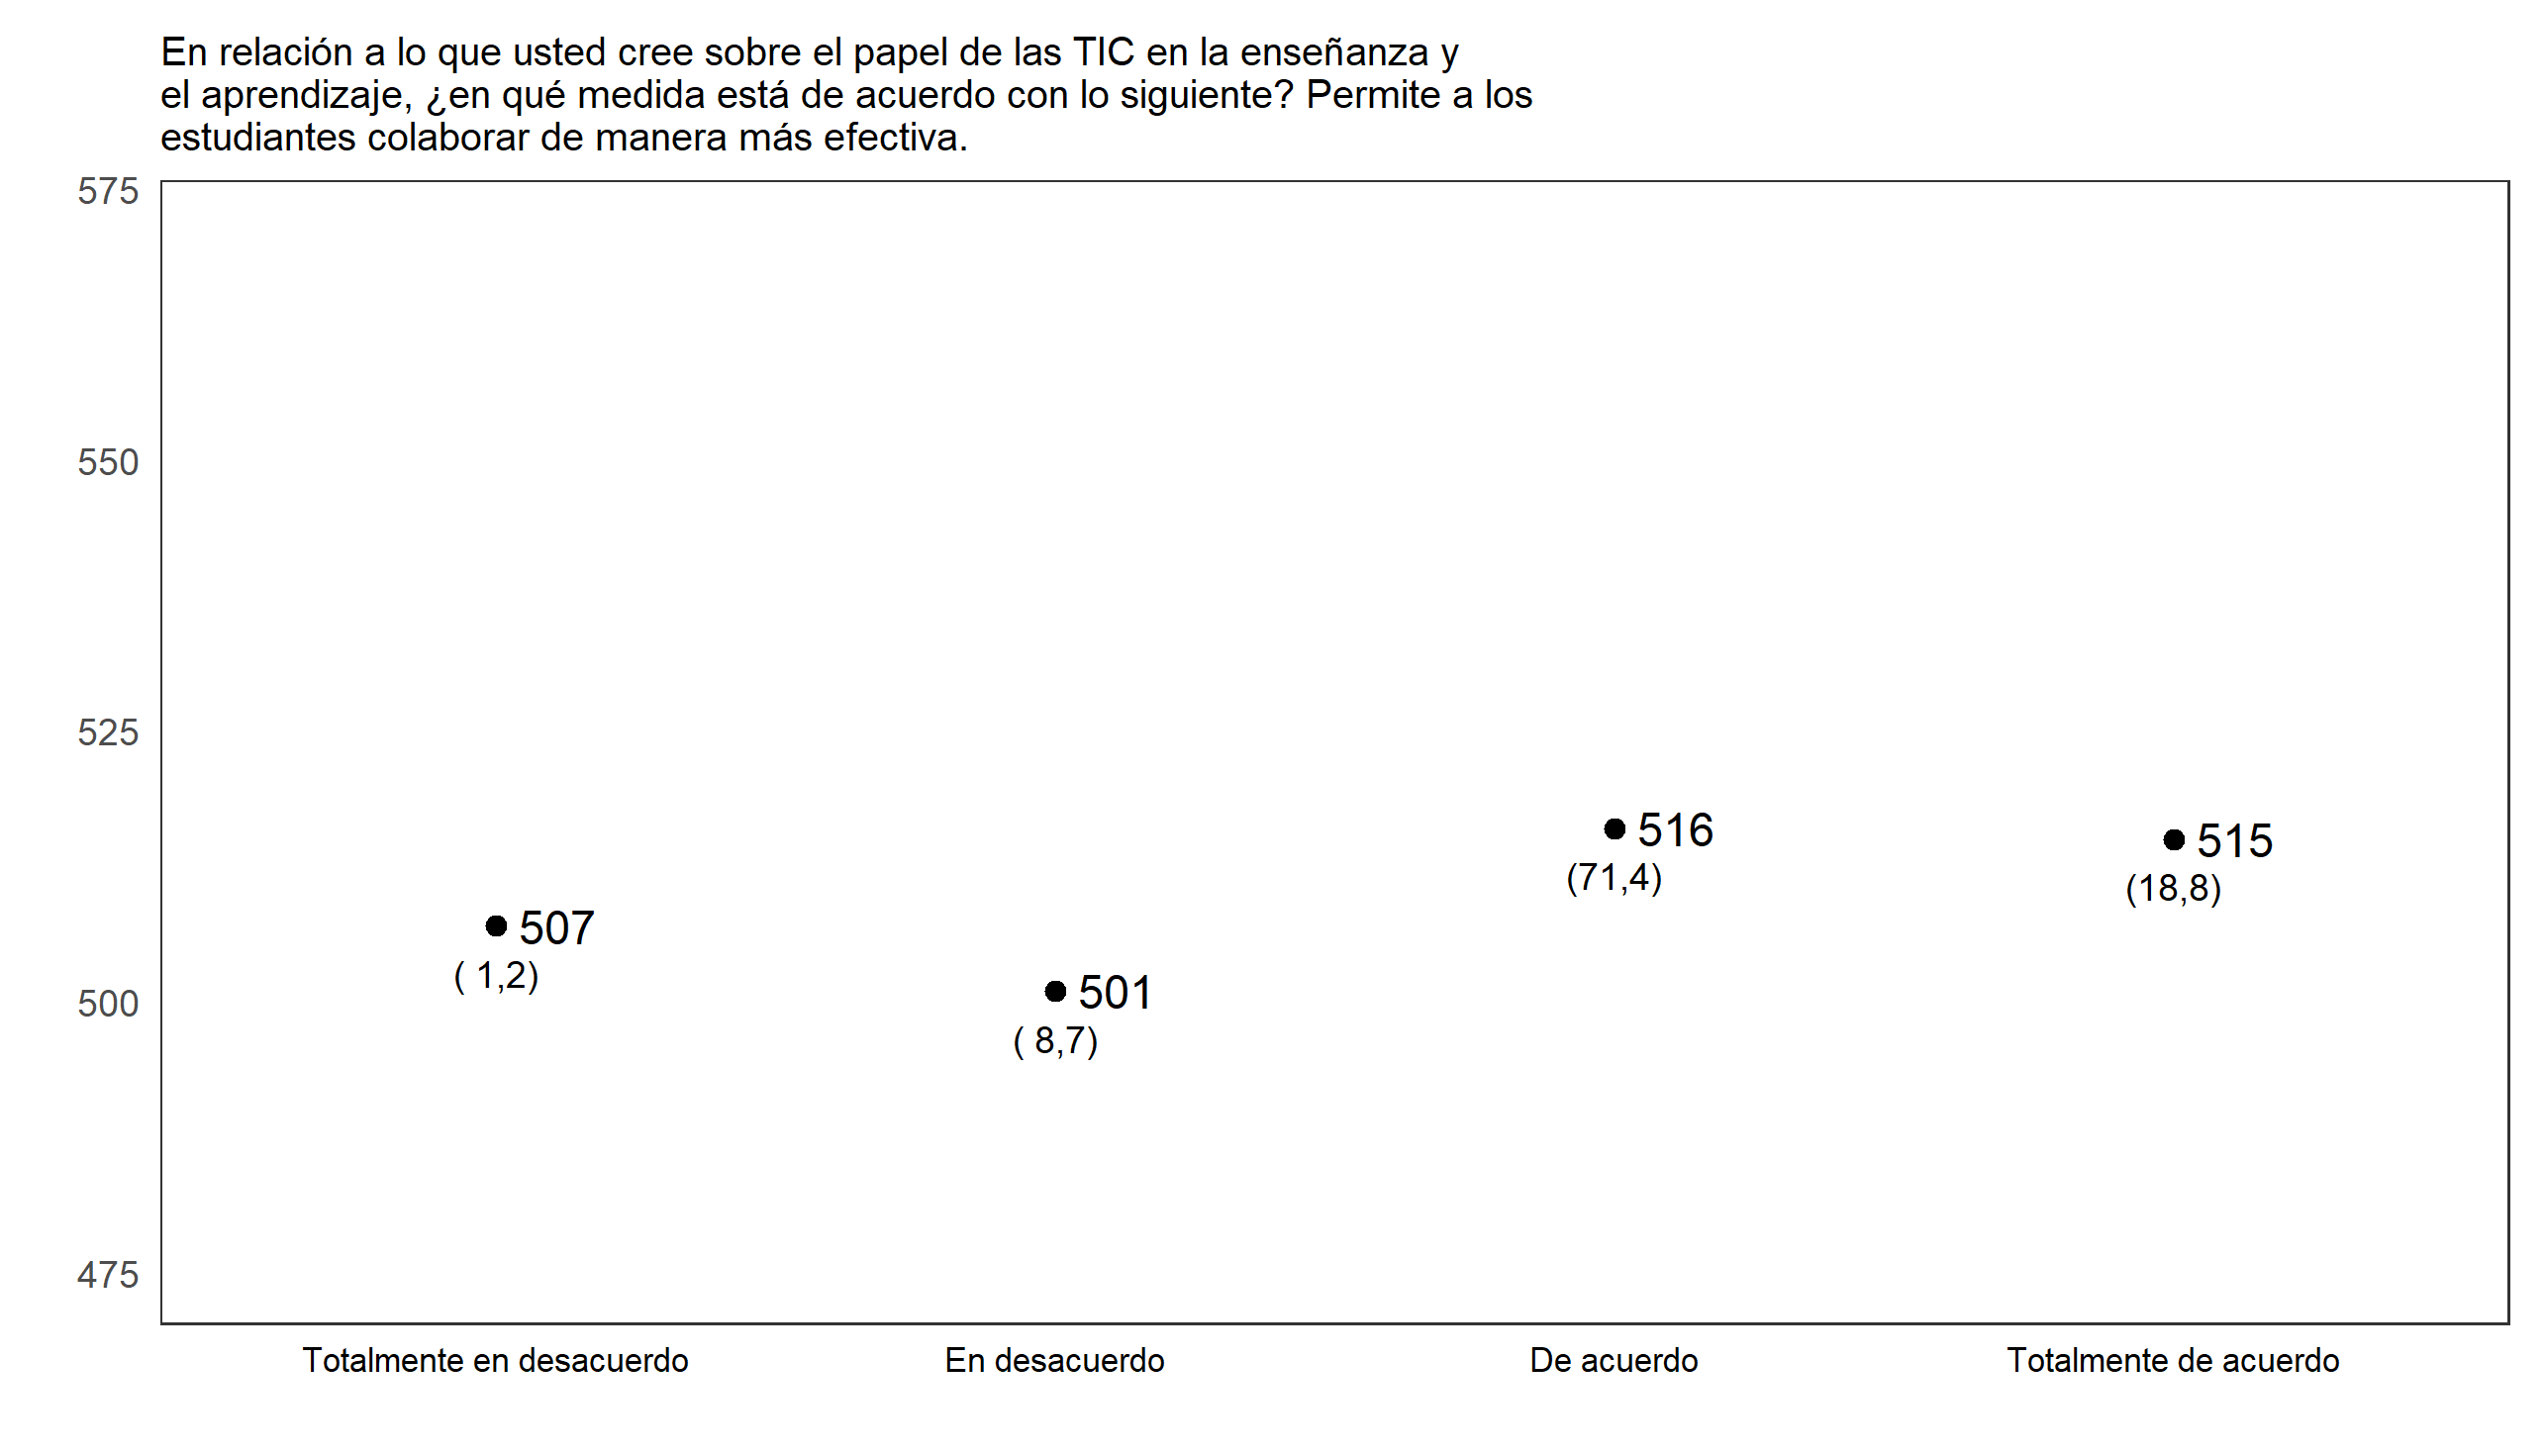 En relación a lo que usted cree sobre el papel de las TIC en la enseñanza y
el aprendizaje, ¿en qué medida está de acuerdo con lo siguiente? Permite a los
estudiantes colaborar de manera más efectiva.
575
550
525
500
475
507
( 1,2)
501
( 8,7)
516
(71,4)
515
(18,8)
Totalmente en desacuerdo
En desacuerdo
De acuerdo
Totalmente de acuerdo